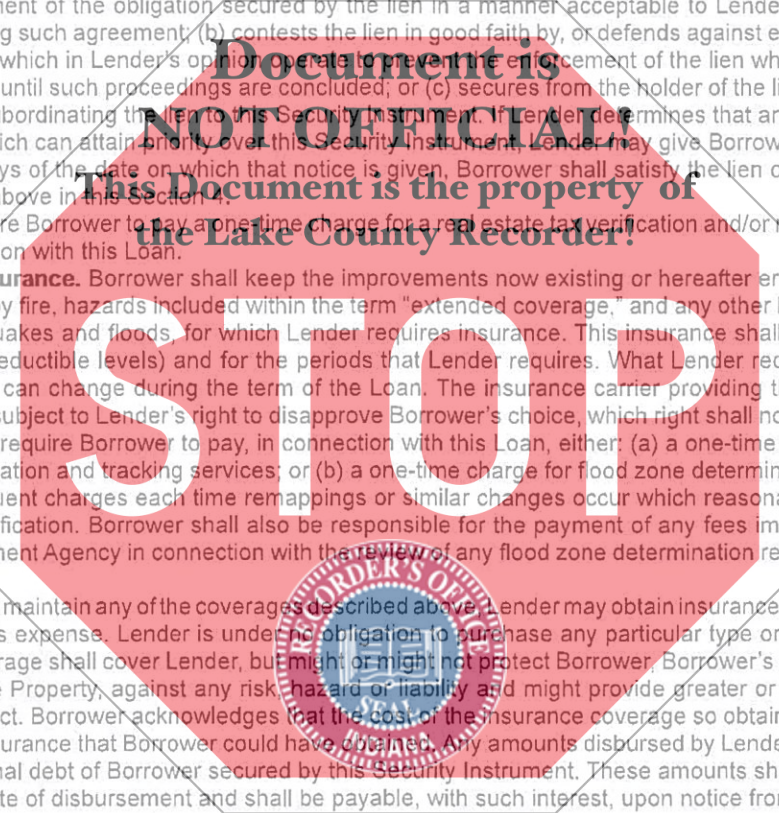 ment of the obligation secured by the lien in a manner acceptable to Lende
g such agreement; (b) contests the lien in good faith by, or defends against e
which in Lender's opinion operate to prevent the enforcement of the lien wh
until such proceedings are concluded; or (c) secures from the holder of the li
bordinating the lien to this Security Instrument. If Lender determines that an
ich can attain priority over this Security Instrument, Lender may give Borrow
ys of the date on which that notice is given, Borrower shall satisfy the lien o
bove in this Section 4.
re Borrower to pay a one-time charge for a real estate tax verification and/or r
on with this Loan.
Document is
NOT OFFICIAL!
This Document is the property of
the Lake County Recorder!
urance. Borrower shall keep the improvements now existing or hereafter er
by fire, hazards included within the term "extended coverage," and any other
uakes and floods, for which Lender requires insurance. This insurance shal
eductible levels) and for the periods that Lender requires. What Lender req
can change during the term of the Loan. The insurance carrier providing t
subject to Lender's right to disapprove Borrower's choice, which right shall no
require Borrower to pay, in connection with this Loan, either: (a) a one-time
ation and tracking services; or (b) a one-time charge for flood zone determin
uent charges each time remappings or similar changes occur which reason
fication. Borrower shall also be responsible for the payment of any fees im
ment Agency in connection with the review of any flood zone determination re
STOP
maintain any of the coverages described above, Lender may obtain insurance
s expense. Lender is under no obligation to purchase any particular type or
rage shall cover Lender, but might or might not protect Borrower, Borrower's
e Property, against any risk, hazard or liability and might provide greater or
ct. Borrower acknowledges that the cost of the insurance coverage so obtain
urance that Borrower could have obtained. Any amounts disbursed by Lende
nal debt of Borrower secured by this Security Instrument. These amounts sh
te of disbursement and shall be payable, with such interest, upon notice fro
RECORDER'S OFFICE
SEAL
INDIANA